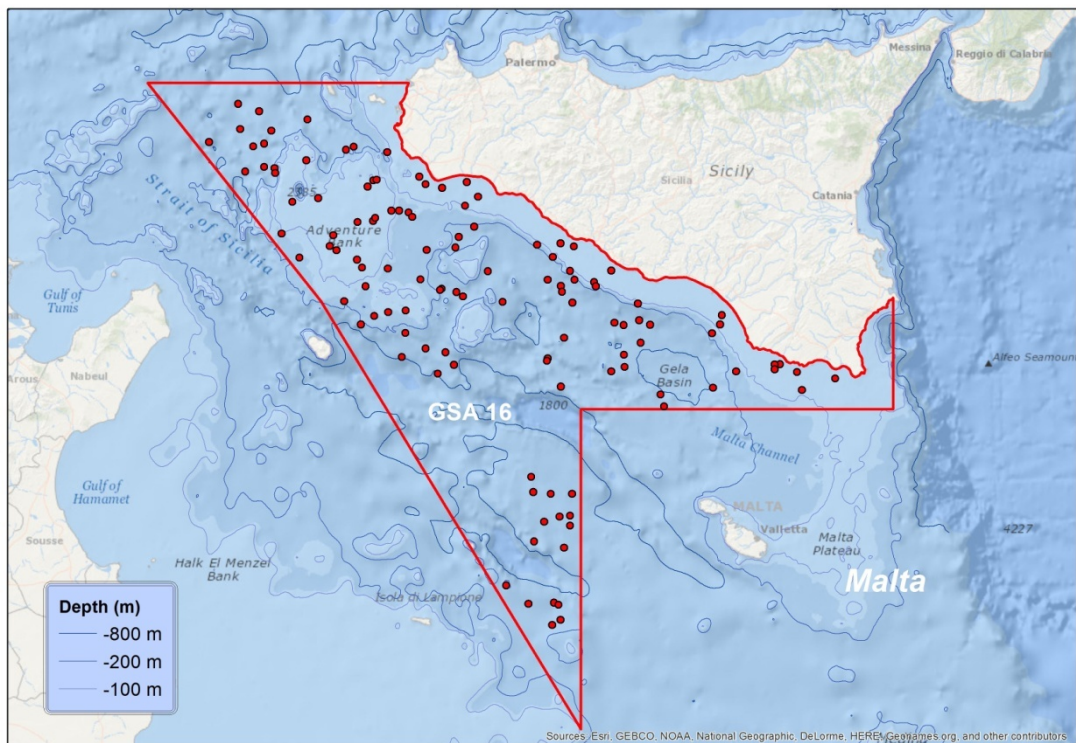 Messina
Reggio di Calabria
Palermo
Sicilia
Sicily
Catania
Strait of Sicilia
Adventure
Bank
Gulf of
Tunis
Nabeul
Alfeo Seamount
Gela
Basin
GSA 16
1800
Malta Channel
Gulf of
Hamamet
MALTA
Valletta
Sousse
4227
Malta
Plateau
Halk El Menzel
Bank
Malta
Isola di Lampione
Depth (m)
-800 m
-200 m
-100 m
Sources: Esri, GEBCO, NOAA, National Geographic, DeLorme, HERE, Geonames.org, and other contributors